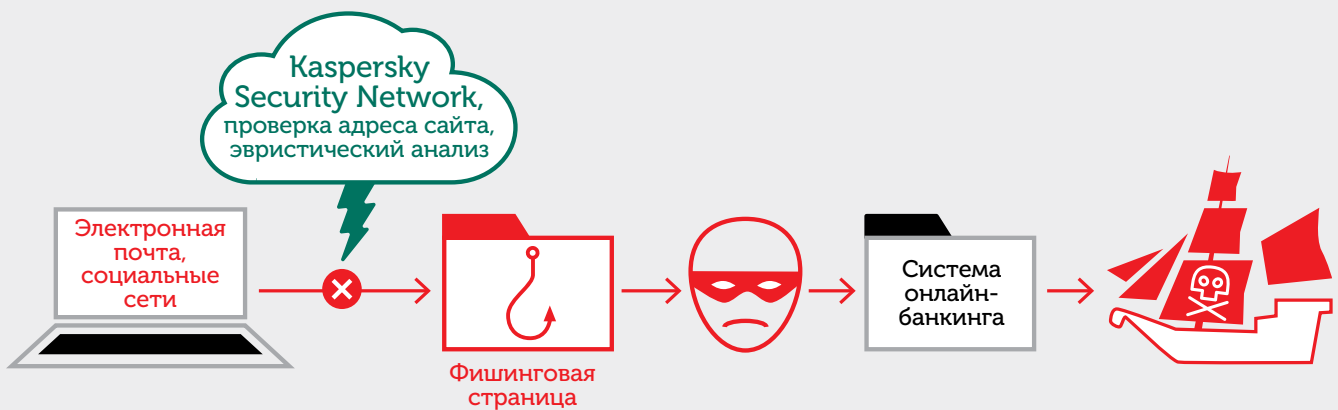 Kaspersky
Security Network,
проверка адреса сайта,
эвристический анализ
Электронная
почта,
социальные
сети
Фишинговая
страница
Система
онлайн-
банкинга